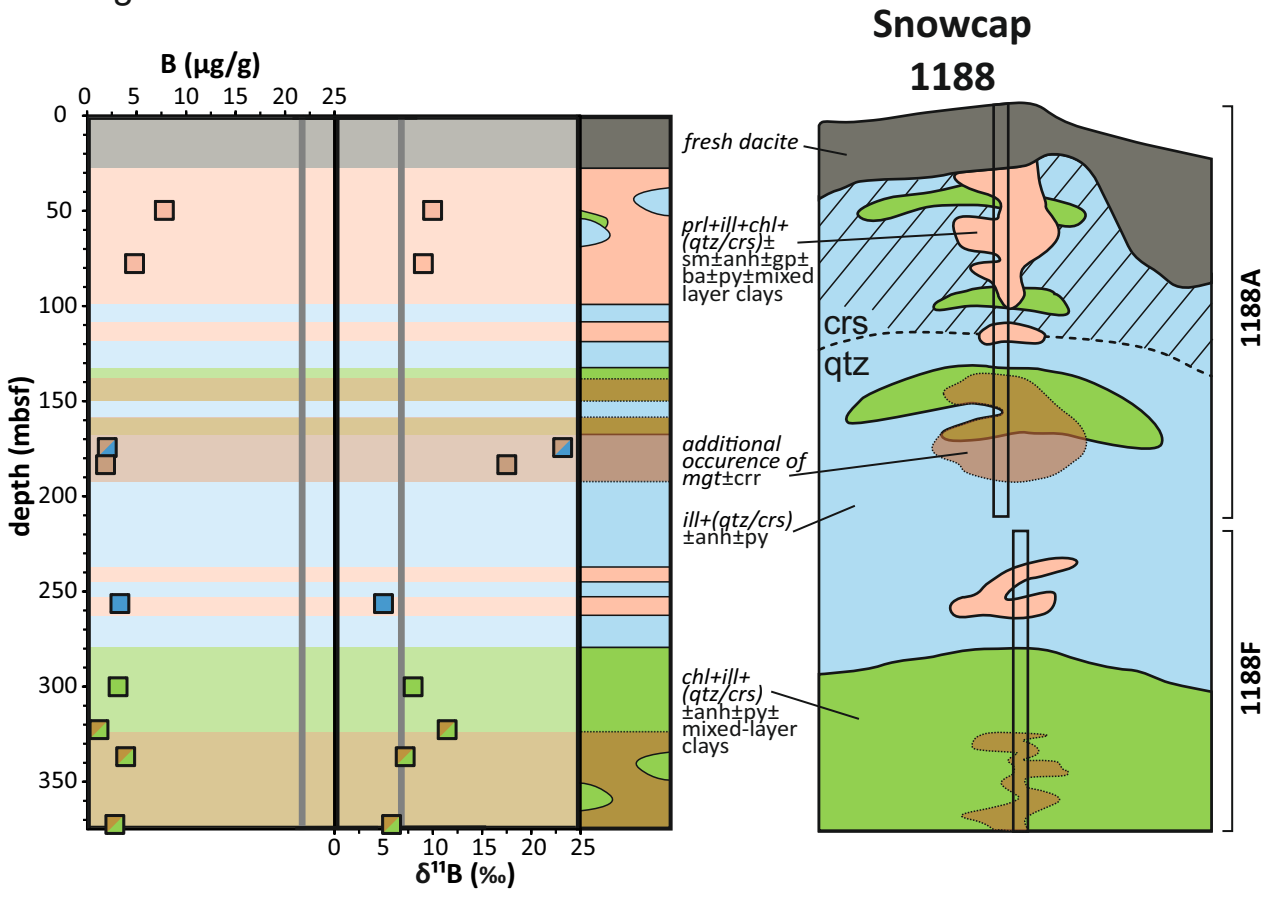 Snowcap
1188
B (µg/g)
0 5 10 15 20 25
0
50
100
150
200
250
300
350
depth (mbsf)
0 5 10 15 20 25
δ¹¹B (‰)
fresh dacite
prl+ill+chl+
(qtz/crs)±
sm±anh±gp±
ba±py±mixed
layer clays
additional
occurence of
mgt±crr
ill+(qtz/crs)
±anh±py
chl+ill+
(qtz/crs)
±anh±py±
mixed-layer
clays
crs
qtz
1188A
1188F